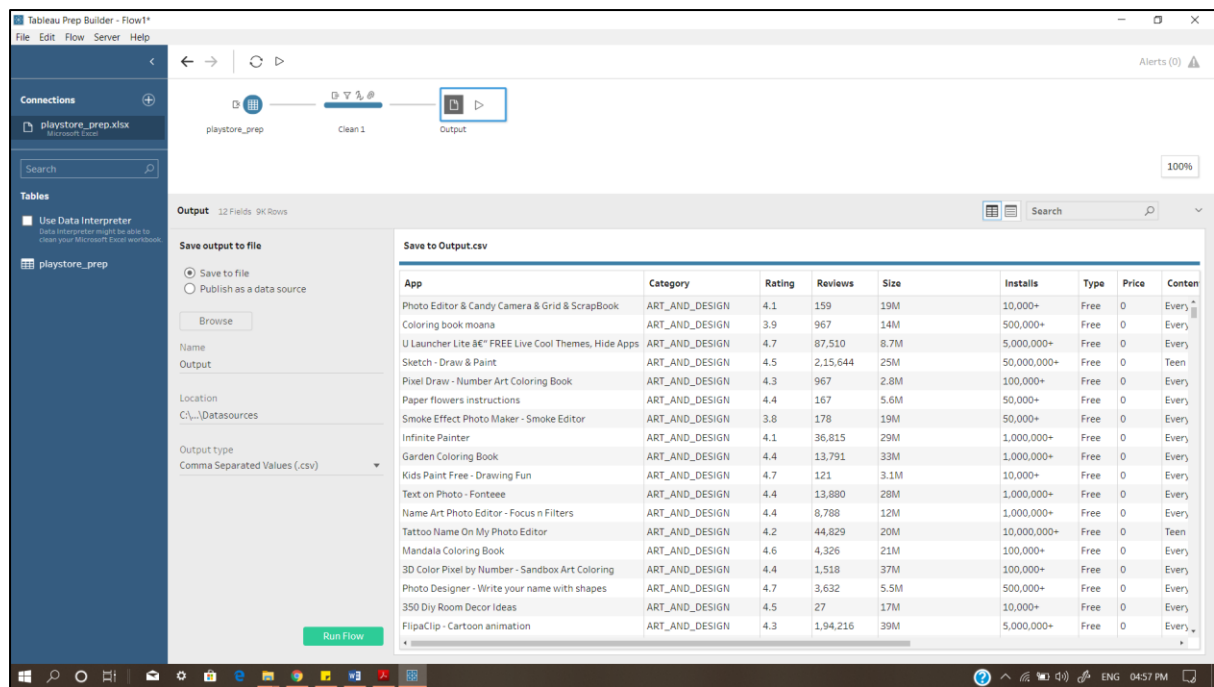 Tableau Prep Builder - Flow1*
File Edit Flow Server Help
Alerts (0)
Connections
playstore_prep.xlsx
Microsoft Excel
playstore_prep
Clean 1
Output
Search
100%
Tables
Use Data Interpreter
Data Interpreter might be able to
clean your Microsoft Excel workbook.
playstore_prep
Output 12 Fields 9K Rows
Search
Save output to file
Save to file
Publish as a data source
Browse
Name
Output
Location
C:\...\Datasources
Output type
Comma Separated Values (.csv)
Run Flow
Save to Output.csv
App Category Rating Reviews Size Installs Type Price Conten
Photo Editor & Candy Camera & Grid & ScrapBook ART_AND_DESIGN 4.1 159 19M 10,000+ Free 0 Every
Coloring book moana ART_AND_DESIGN 3.9 967 14M 500,000+ Free 0 Every
U Launcher Lite â€“ FREE Live Cool Themes, Hide Apps ART_AND_DESIGN 4.7 87,510 8.7M 5,000,000+ Free 0 Every
Sketch - Draw & Paint ART_AND_DESIGN 4.5 2,15,644 25M 50,000,000+ Free 0 Teen
Pixel Draw - Number Art Coloring Book ART_AND_DESIGN 4.3 967 2.8M 100,000+ Free 0 Every
Paper flowers instructions ART_AND_DESIGN 4.4 167 5.6M 50,000+ Free 0 Every
Smoke Effect Photo Maker - Smoke Editor ART_AND_DESIGN 3.8 178 19M 50,000+ Free 0 Every
Infinite Painter ART_AND_DESIGN 4.1 36,815 29M 1,000,000+ Free 0 Every
Garden Coloring Book ART_AND_DESIGN 4.4 13,791 33M 1,000,000+ Free 0 Every
Kids Paint Free - Drawing Fun ART_AND_DESIGN 4.7 121 3.1M 10,000+ Free 0 Every
Text on Photo - Fonteee ART_AND_DESIGN 4.4 13,880 28M 1,000,000+ Free 0 Every
Name Art Photo Editor - Focus n Filters ART_AND_DESIGN 4.4 8,788 12M 1,000,000+ Free 0 Every
Tattoo Name On My Photo Editor ART_AND_DESIGN 4.2 44,829 20M 10,000,000+ Free 0 Teen
Mandala Coloring Book ART_AND_DESIGN 4.6 4,326 21M 100,000+ Free 0 Every
3D Color Pixel by Number - Sandbox Art Coloring ART_AND_DESIGN 4.4 1,518 37M 100,000+ Free 0 Every
Photo Designer - Write your name with shapes ART_AND_DESIGN 4.7 3,632 5.5M 500,000+ Free 0 Every
350 Diy Room Decor Ideas ART_AND_DESIGN 4.5 27 17M 10,000+ Free 0 Every
FlipaClip - Cartoon animation ART_AND_DESIGN 4.3 1,94,216 39M 5,000,000+ Free 0 Every
ENG 04:57 PM